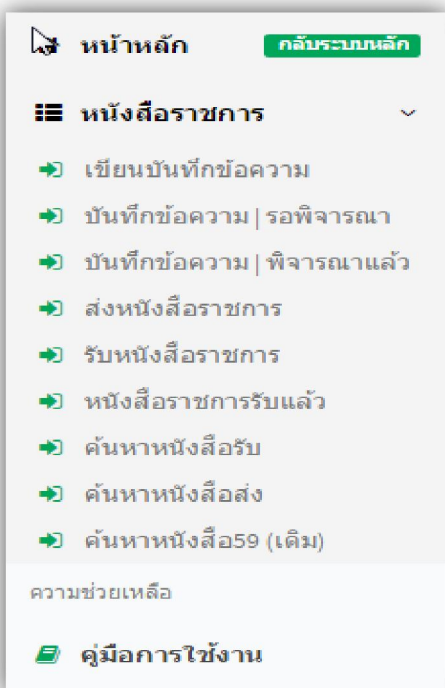 หน้าหลัก กลับระบบหลัก
หนังสือราชการ
เขียนบันทึกข้อความ
บันทึกข้อความ | รอพิจารณา
บันทึกข้อความ | พิจารณาแล้ว
ส่งหนังสือราชการ
รับหนังสือราชการ
หนังสือราชการรับแล้ว
ค้นหาหนังสือรับ
ค้นหาหนังสือส่ง
ค้นหาหนังสือ59 (เดิม)
ความช่วยเหลือ
คู่มือการใช้งาน